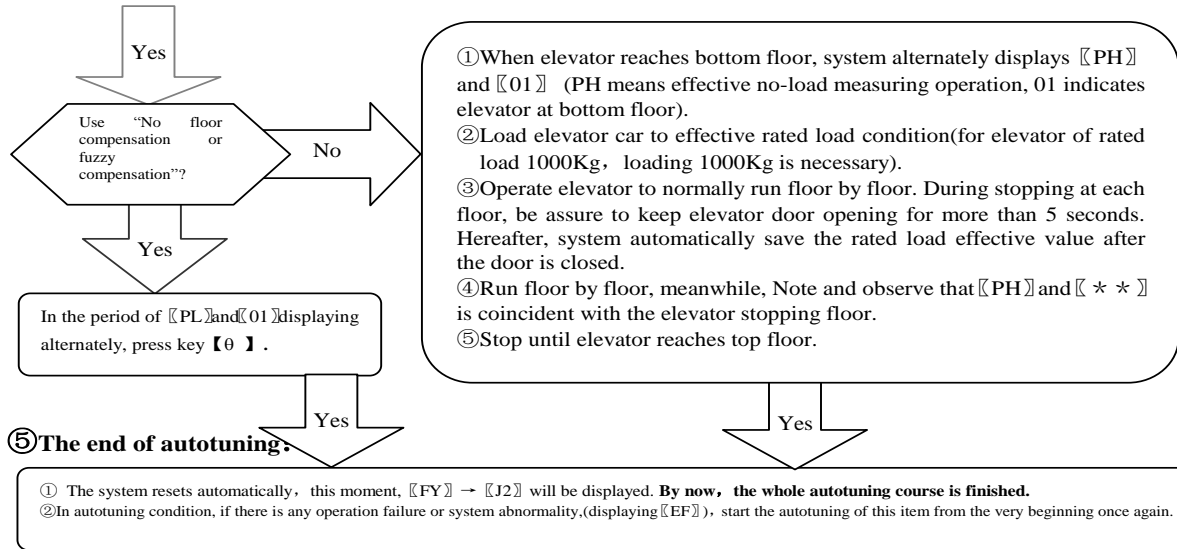 Yes
Use “No floor
compensation or
fuzzy
compensation”?
No
Yes
In the period of〖PL〗and〖01〗displaying
alternately, press key【θ 】.
Yes
①When elevator reaches bottom floor, system alternately displays〖PH〗
and〖01〗 (PH means effective no-load measuring operation, 01 indicates
elevator at bottom floor).
②Load elevator car to effective rated load condition(for elevator of rated
load 1000Kg，loading 1000Kg is necessary).
③Operate elevator to normally run floor by floor. During stopping at each
floor, be assure to keep elevator door opening for more than 5 seconds.
Hereafter, system automatically save the rated load effective value after
the door is closed.
④Run floor by floor, meanwhile, Note and observe that〖PH〗and〖＊＊〗
is coincident with the elevator stopping floor.
⑤Stop until elevator reaches top floor.
Yes
⑤The end of autotuning:
① The system resets automatically，this moment,〖FY〗→〖J2〗will be displayed. By now，the whole autotuning course is finished.
②In autotuning condition, if there is any operation failure or system abnormality,(displaying〖EF〗)，start the autotuning of this item from the very beginning once again.